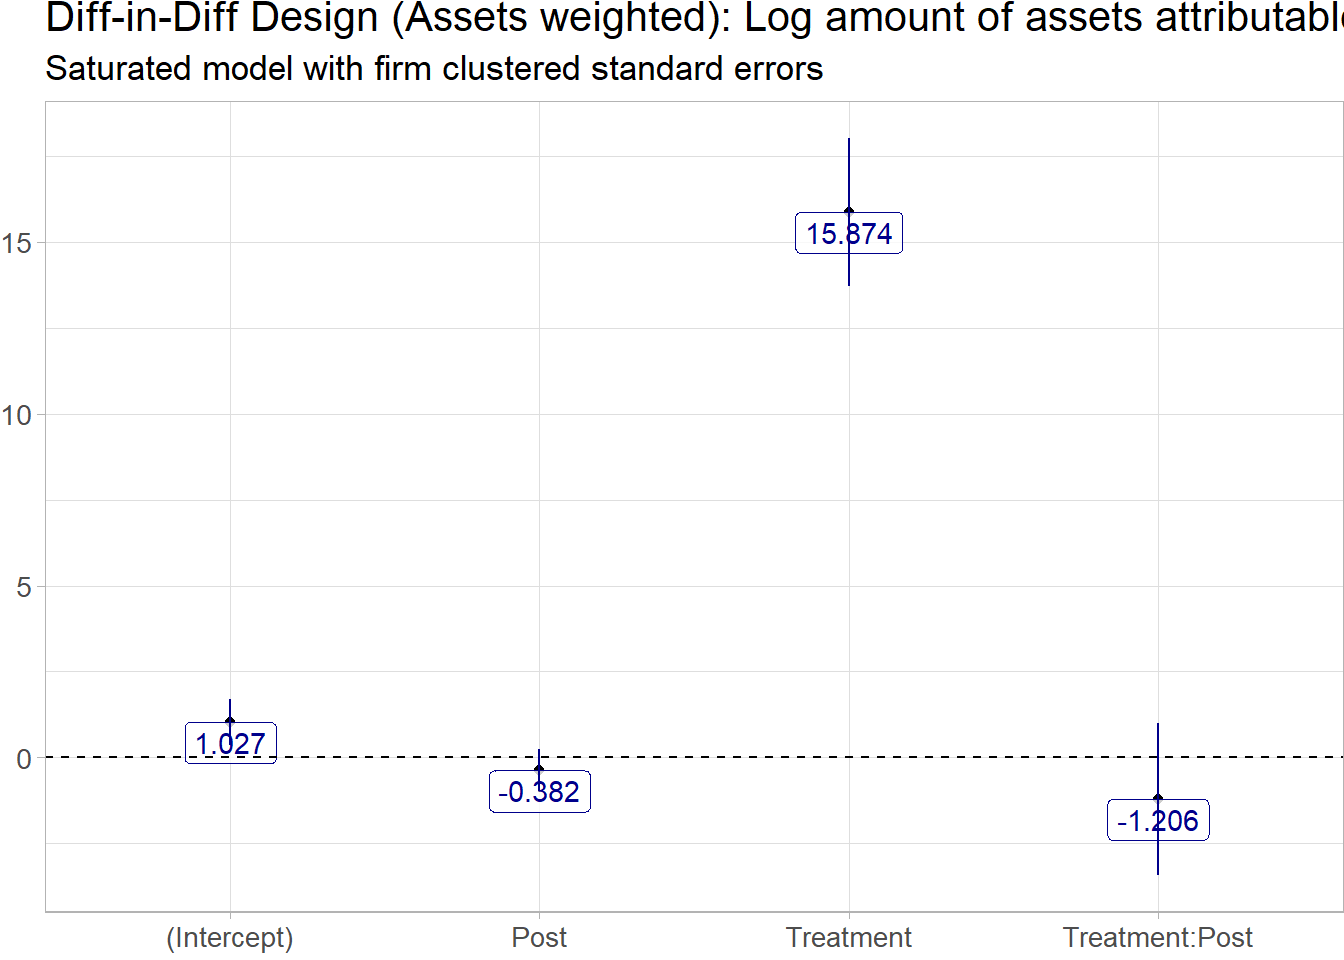 Diff-in-Diff Design (Assets weighted): Log amount of assets attributable
Saturated model with firm clustered standard errors
15
15.874
10
5
1.027
0
-0.382
-1.206
(Intercept) Post Treatment Treatment:Post